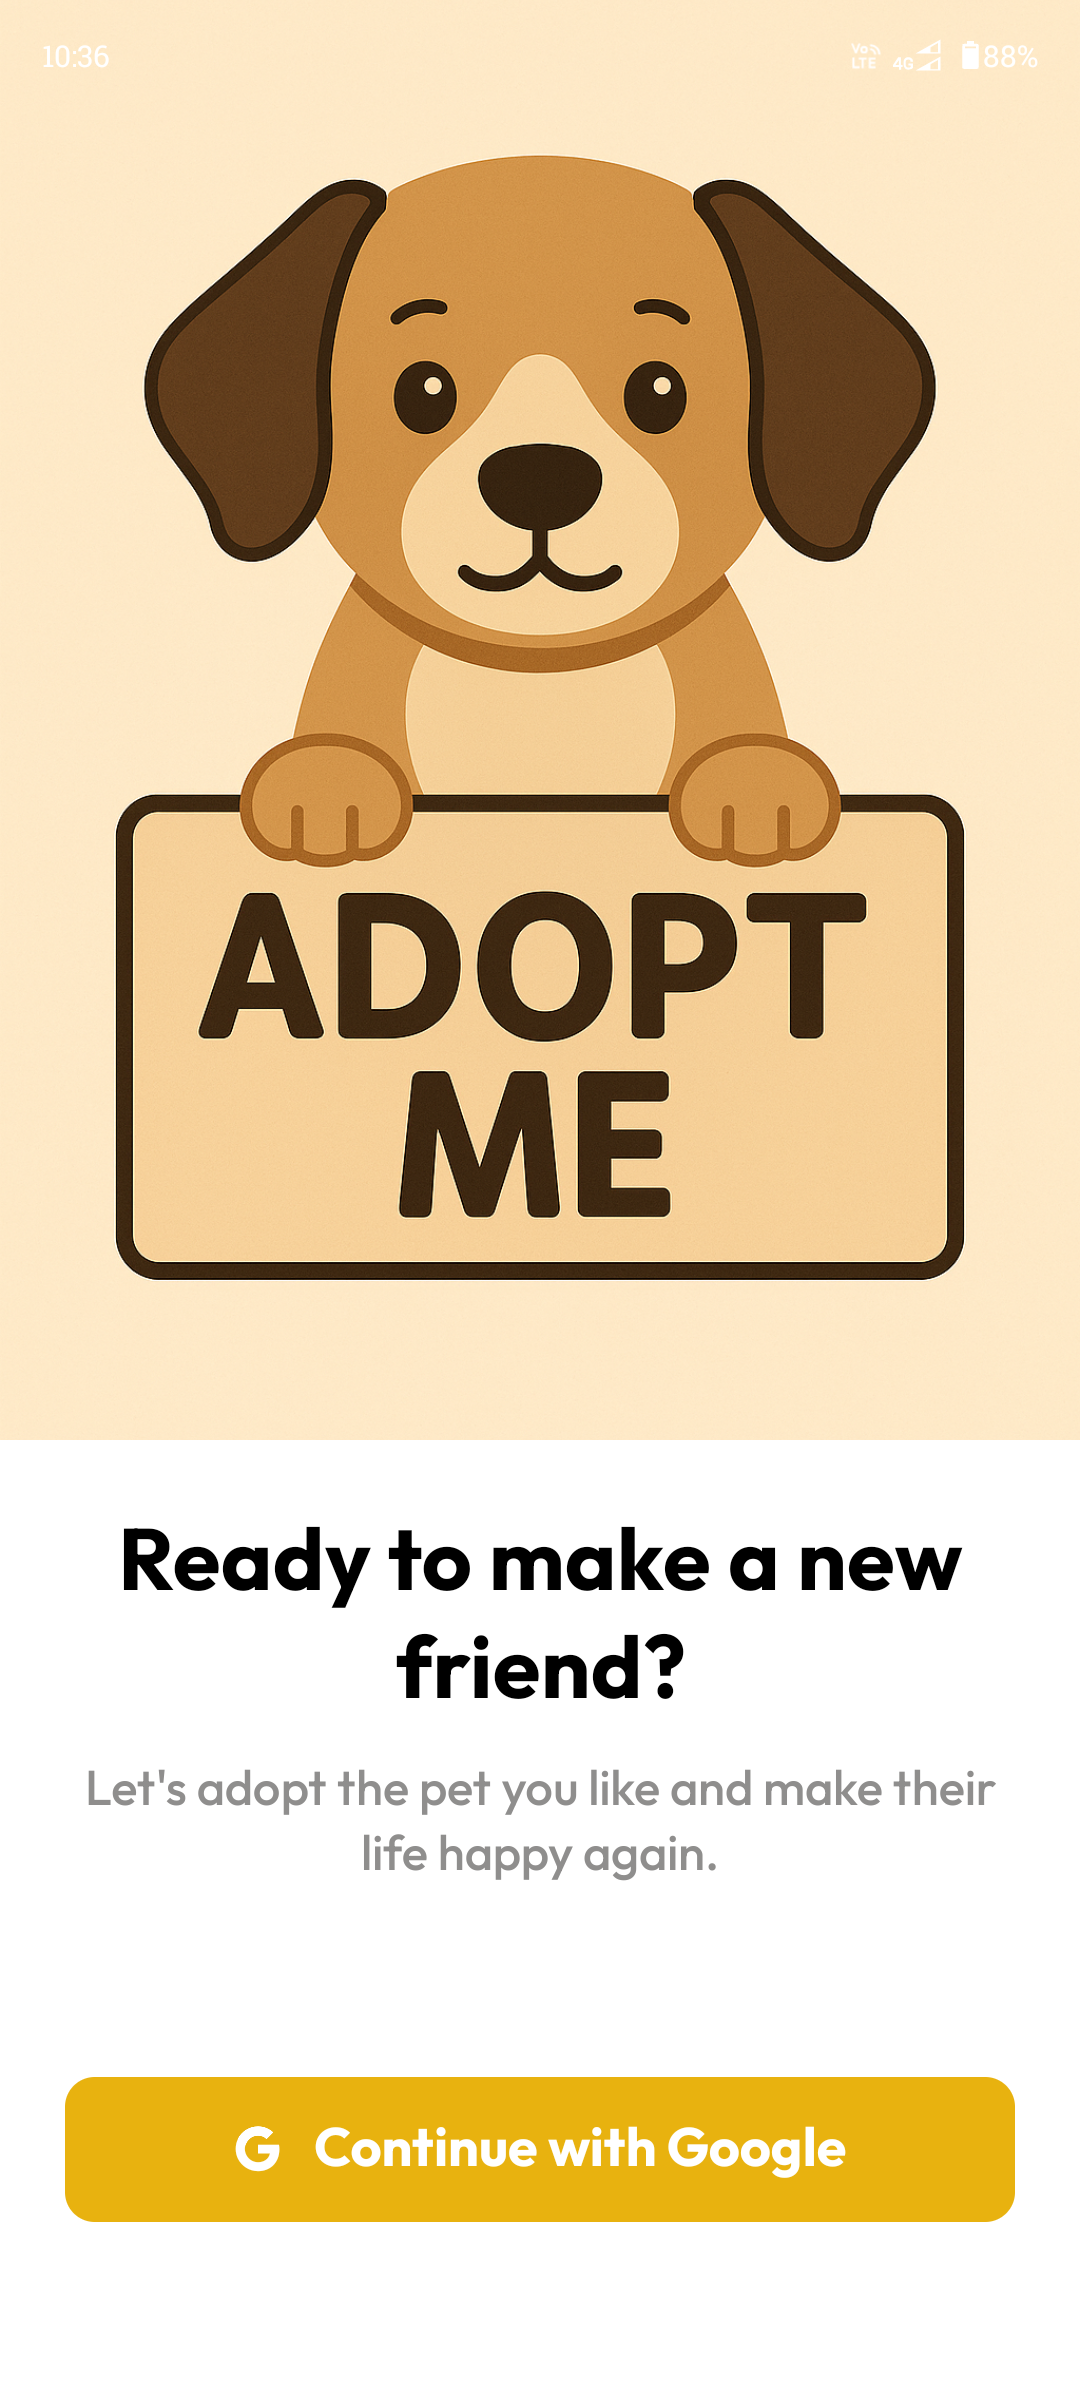 10:36
Vo LTE 4G 88%
ADOPT
ME
Ready to make a new
friend?
Let's adopt the pet you like and make their
life happy again.
G Continue with Google